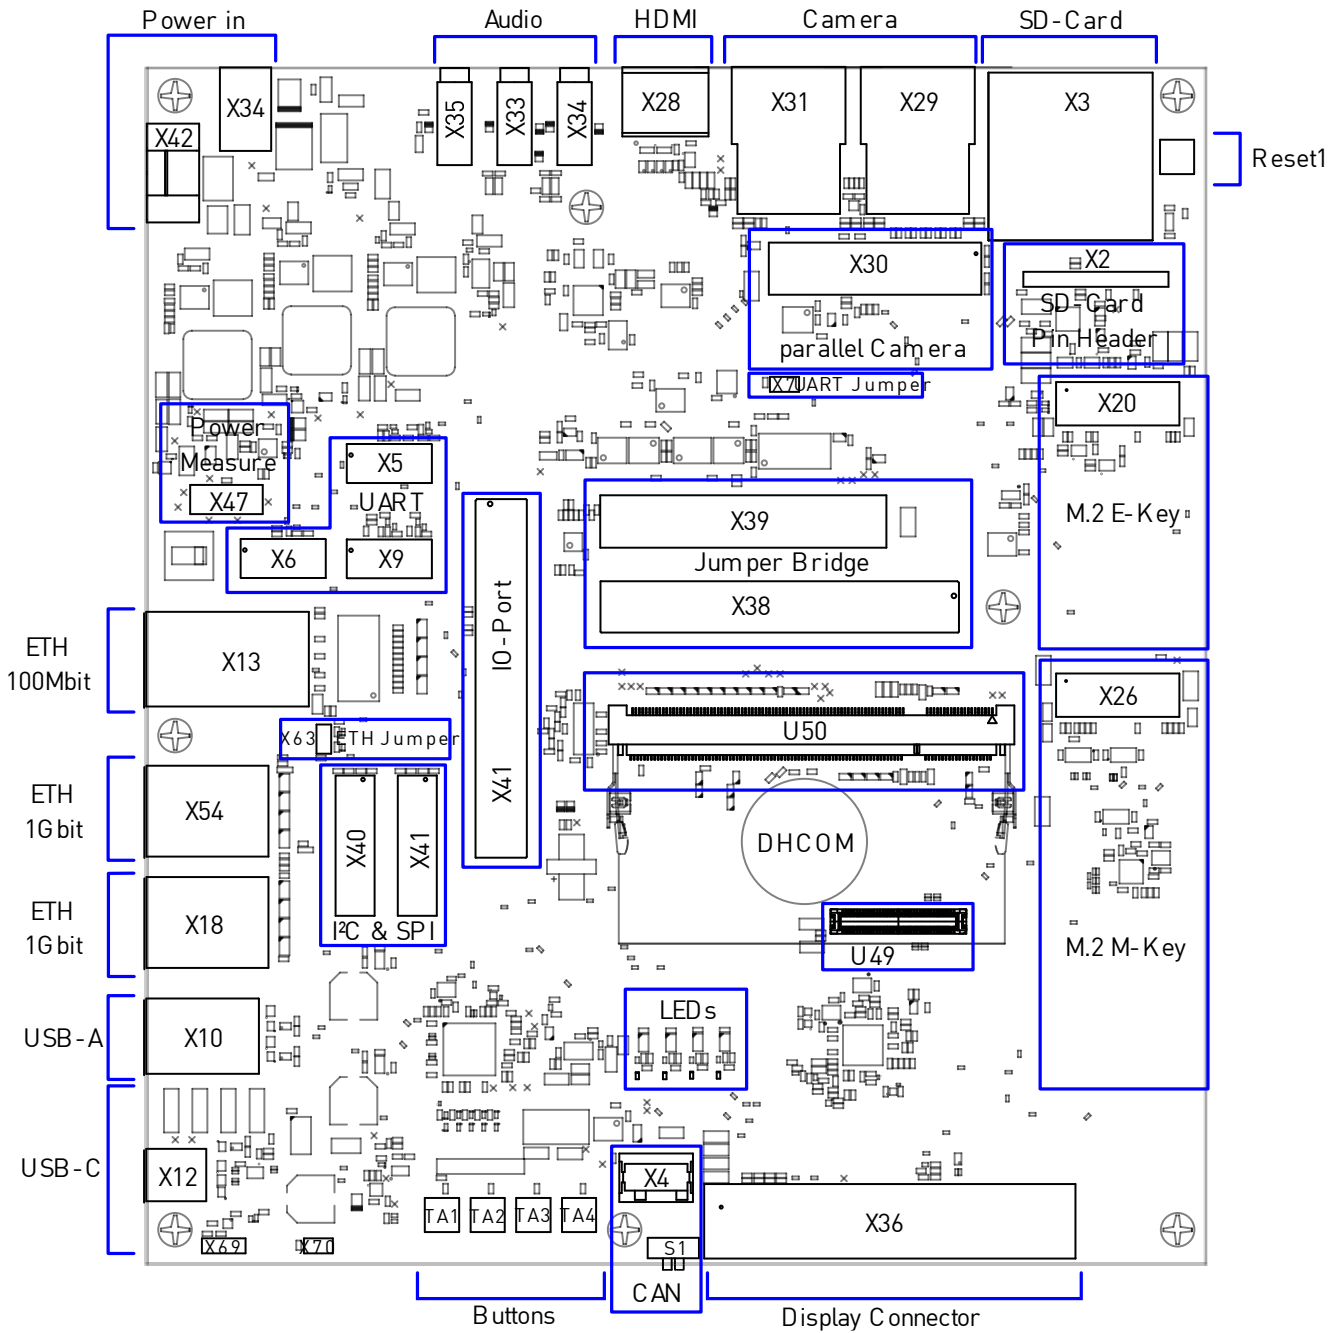 Power in
Audio
HDMI
Camera
SD-Card
X34
X35
X33
X34
X28
X31
X29
X3
X42
Reset1
X30
X2
SD-Card
Pin Header
parallel Camera
X7 UART Jumper
X20
Power
Measure
X47
X5
UART
X6
X9
X39
Jumper Bridge
X38
M.2 E-Key
IO-Port
X41
ETH
100Mbit
X13
X26
U50
X63
ETH Jumper
ETH
1Gbit
X54
X40
X41
I²C & SPI
DHCOM
ETH
1Gbit
X18
U49
M.2 M-Key
USB-A
X10
LEDs
USB-C
X12
X4
TA1
TA2
TA3
TA4
X36
X69
X70
S1
CAN
Buttons
Display Connector